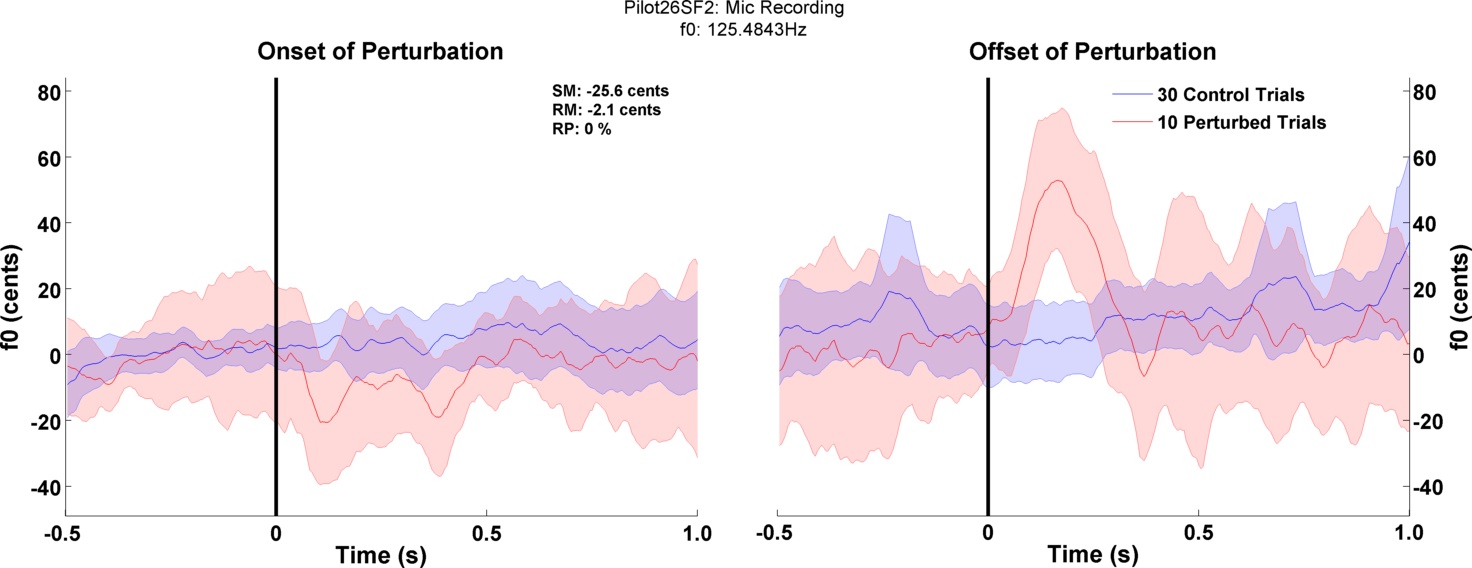 Pilot26SF2: Mic Recording
f0: 125.4843Hz
Onset of Perturbation
Offset of Perturbation
SM: -25.6 cents
RM: -2.1 cents
RP: 0 %
30 Control Trials
10 Perturbed Trials
f0 (cents)
80
60
40
20
0
-20
-40
-0.5
0
0.5
1.0
Time (s)
80
60
40
20
0
-20
-40
f0 (cents)
-0.5
0
0.5
1.0
Time (s)